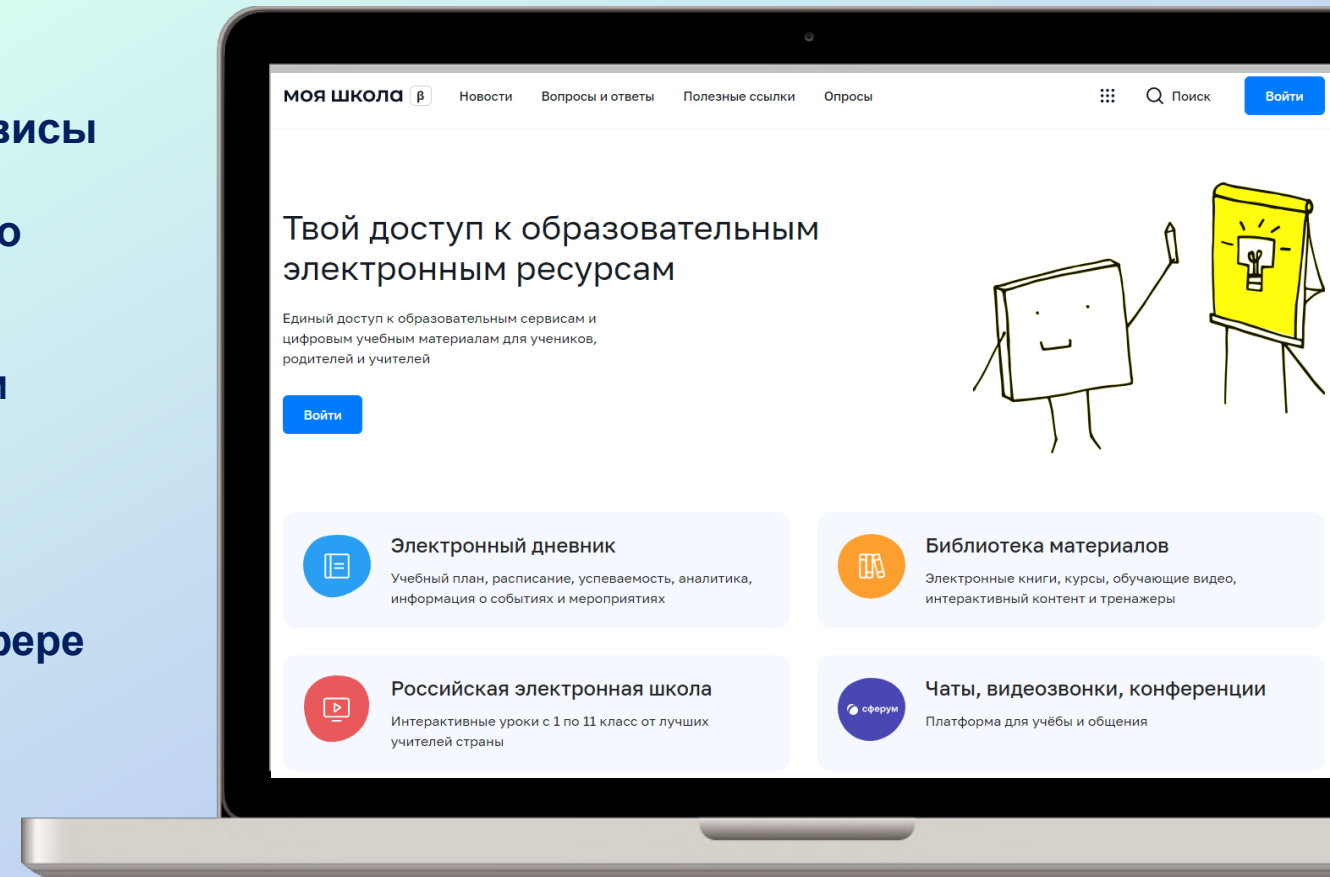 висы
о
и
фере
МОЯ ШКОЛА β Новости Вопросы и ответы Полезные ссылки Опросы Поиск Войти
Твой доступ к образовательным
электронным ресурсам
Единый доступ к образовательным сервисам и
цифровым учебным материалам для учеников,
родителей и учителей
Войти
Электронный дневник
Учебный план, расписание, успеваемость, аналитика,
информация о событиях и мероприятиях
Библиотека материалов
Электронные книги, курсы, обучающие видео,
интерактивный контент и тренажеры
Российская электронная школа
Интерактивные уроки с 1 по 11 класс от лучших
учителей страны
сферум
Чаты, видеозвонки, конференции
Платформа для учёбы и общения